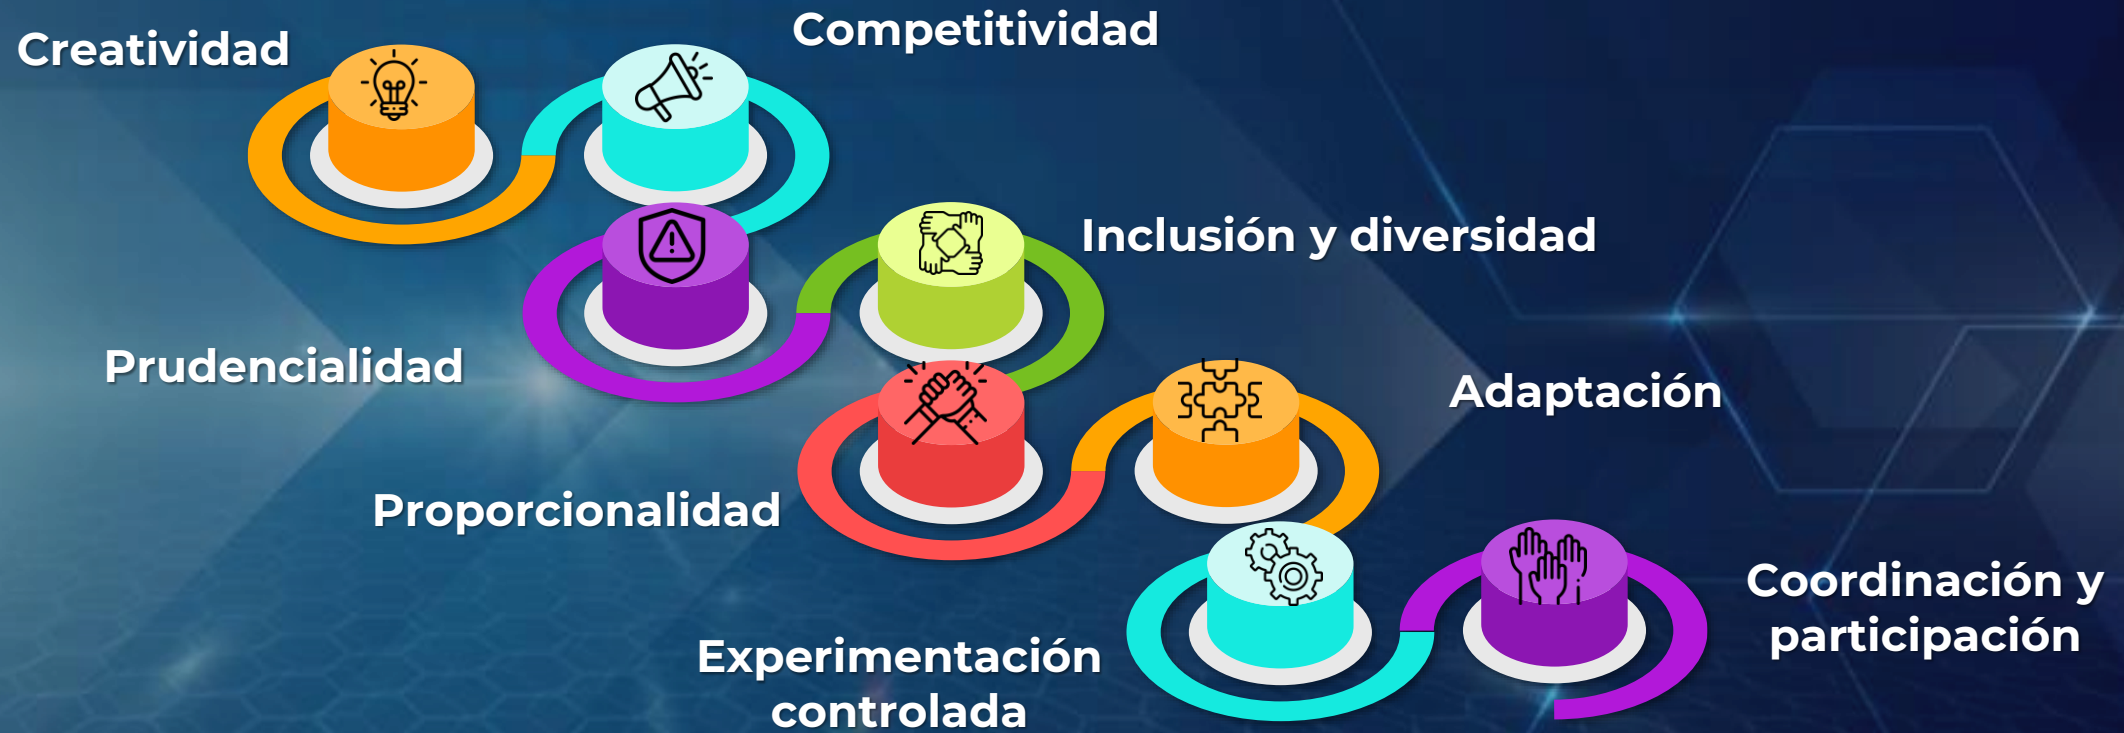 Creatividad
Competitividad
Prudencialidad
Inclusión y diversidad
Proporcionalidad
Adaptación
Experimentación
controlada
Coordinación y
participación